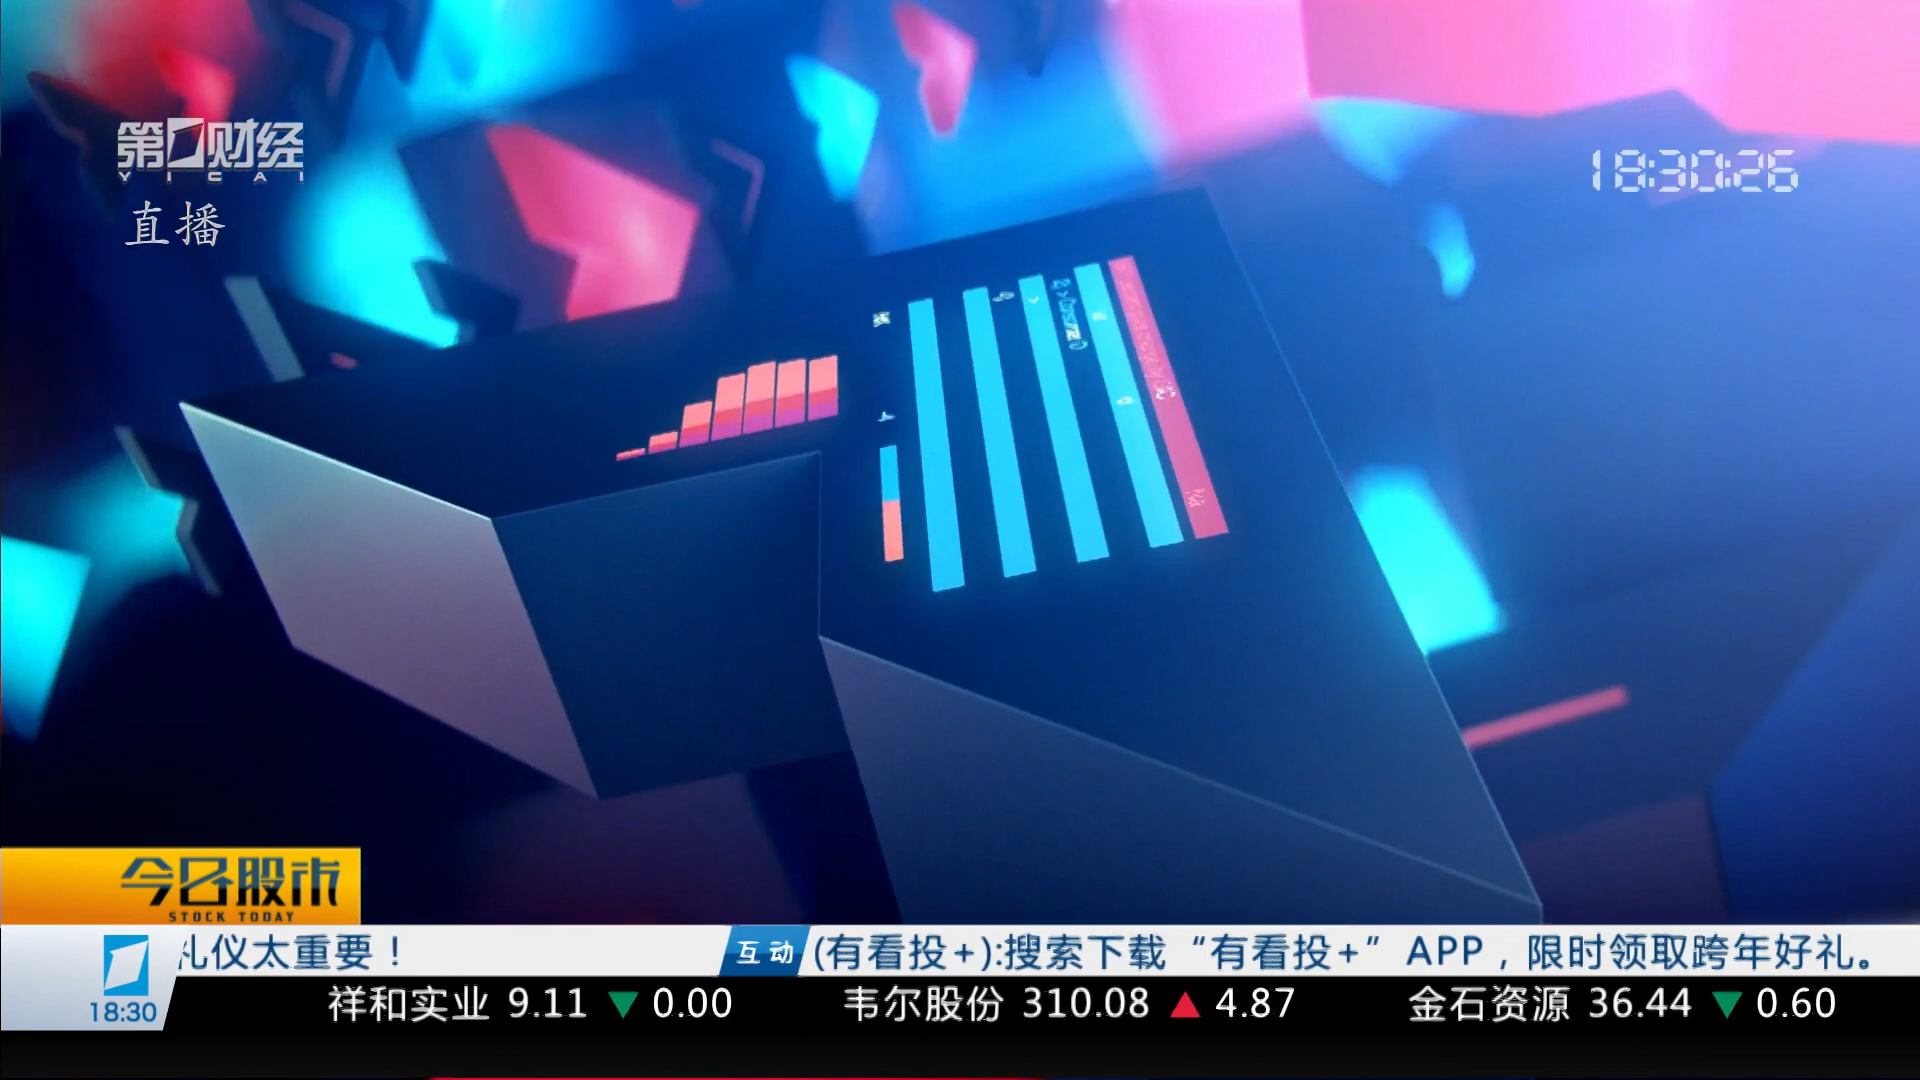 第一财经
YICAI
直播
18:30:26
今日股市
STOCK TODAY
礼仪太重要！ 互动 (有看投+):搜索下载“有看投+” APP，限时领取跨年好礼。
18:30
祥和实业 9.11 ▼ 0.00 韦尔股份 310.08 ▲ 4.87 金石资源 36.44 ▼ 0.60